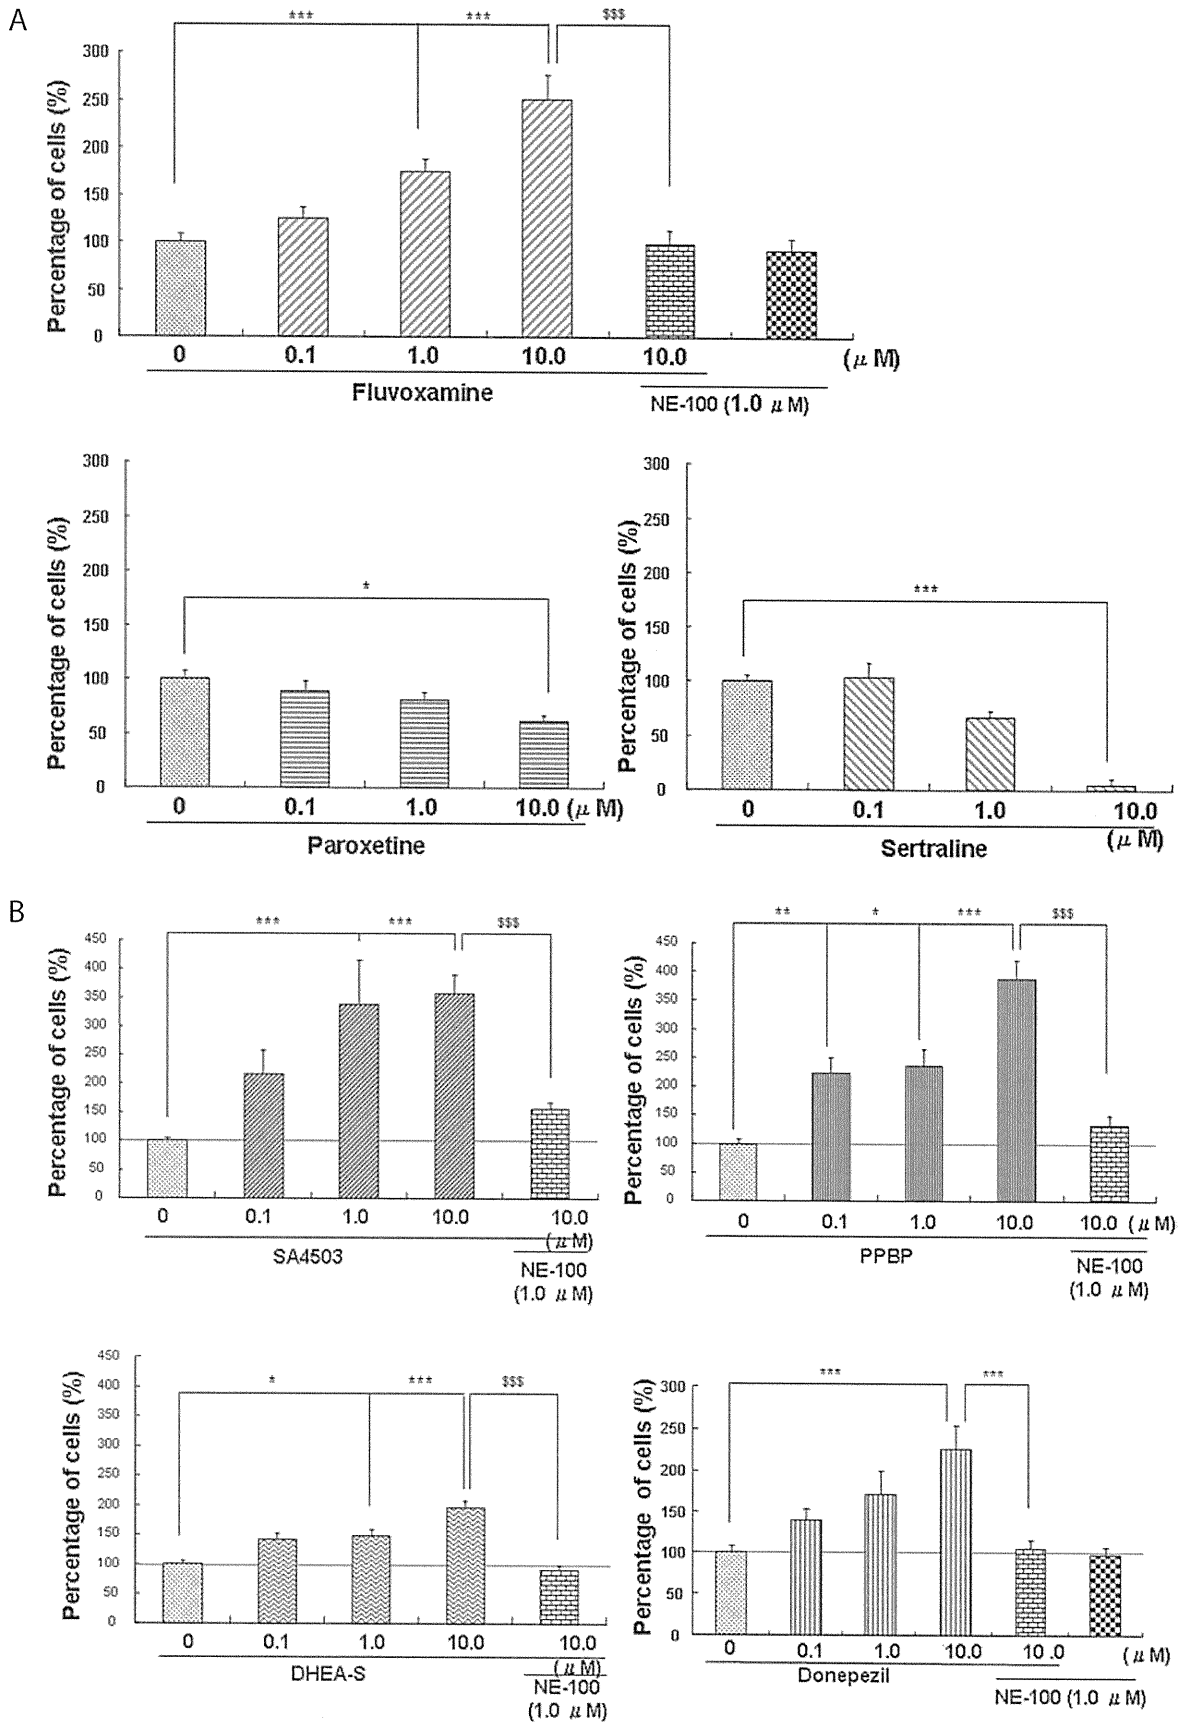 A
*** *** $$$
Percentage of cells (%)
300
250
200
150
100
50
0
0 0.1 1.0 10.0 10.0 (μM)
Fluvoxamine
NE-100 (1.0 μM)
Percentage of cells (%)
300
250
200
150
100
50
0
*
0 0.1 1.0 10.0 (μM)
Paroxetine
Percentage of cells (%)
300
250
200
150
100
50
0
***
0 0.1 1.0 10.0
(μM)
Sertraline
B
*** *** $$$
Percentage of cells (%)
450
400
350
300
250
200
150
100
50
0
0 0.1 1.0 10.0 10.0
(μM)
SA4503
NE-100
(1.0 μM)
** * *** $$$
Percentage of cells (%)
450
400
350
300
250
200
150
100
50
0
0 0.1 1.0 10.0 10.0 (μM)
PPBP
NE-100
(1.0 μM)
* *** $$$
Percentage of cells (%)
450
400
350
300
250
200
150
100
50
0
0 0.1 1.0 10.0 10.0
(μM)
DHEA-S
NE-100
(1.0 μM)
*** ***
Percentage of cells (%)
300
250
200
150
100
50
0
0 0.1 1.0 10.0 10.0 (μM)
Donepezil
NE-100 (1.0 μM)